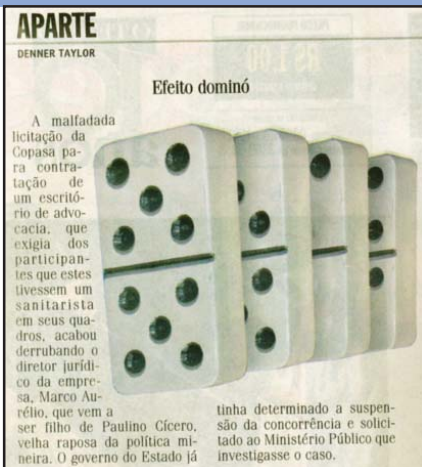 APARTE
DENNER TAYLOR
Efeito dominó
A malfadada
licitação da
Copasa pa-
ra contra-
tação de
um escritó-
rio de advo-
cacia, que
exigia dos
participan-
tes que estes
tivessem um
sanitarista
em seus qua-
dros, acabou
derrubando o
diretor jurídi-
co da empre-
sa, Marco Au-
rélio, que vem a
ser filho de Paulino Cícero,
velha raposa da política mi-
neira. O governo do Estado já
tinha determinado a suspen-
são da concorrência e solici-
tado ao Ministério Público que
investigasse o caso.